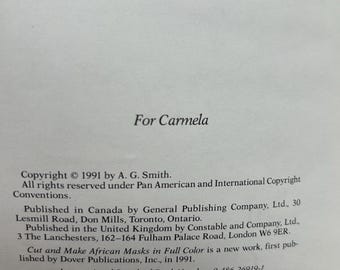 For Carmela
Copyright © 1991 by A. G. Smith.
All rights reserved under Pan American and International Copyright
Conventions.
Published in Canada by General Publishing Company, Ltd., 30
Lesmill Road, Don Mills, Toronto, Ontario.
Published in the United Kingdom by Constable and Company, Ltd.,
3 The Lanchesters, 162–164 Fulham Palace Road, London W6 9ER.
Cut and Make African Masks in Full Color is a new work, first pub-
lished by Dover Publications, Inc., in 1991.